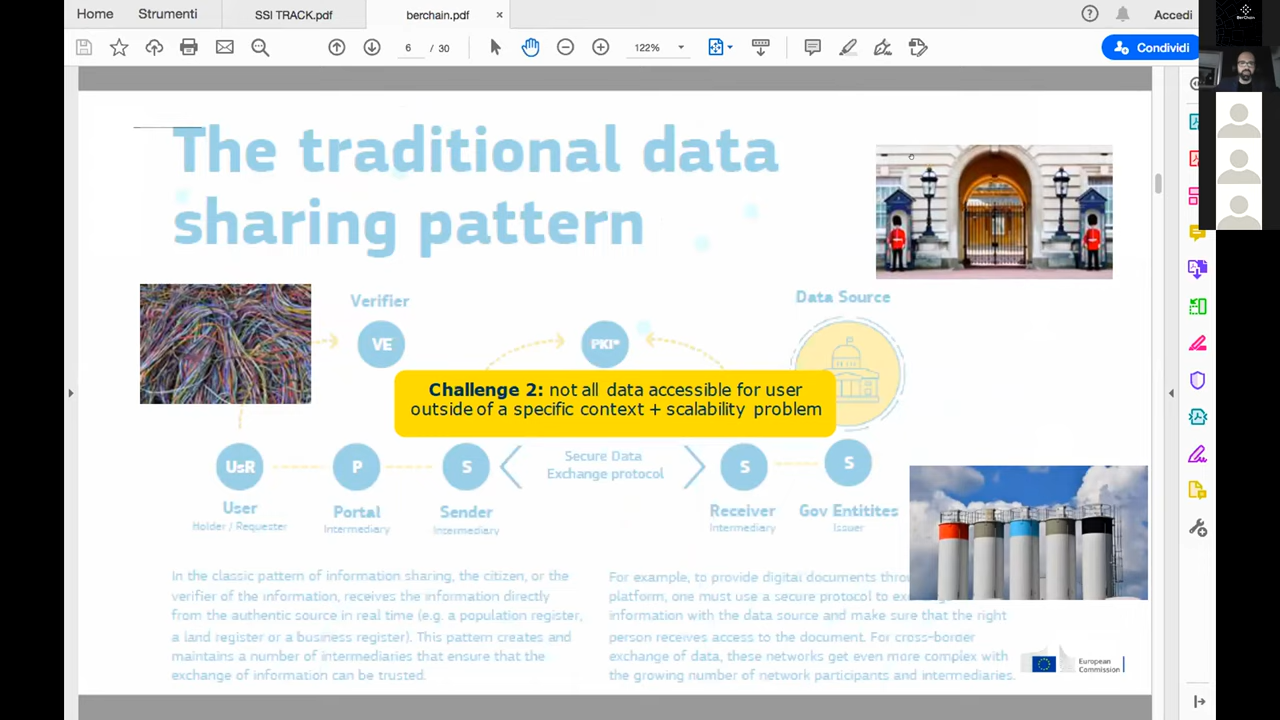 Home
Strumenti
SSI TRACK.pdf
berchain.pdf
×
Accedi
6
/ 30
122%
Condividi
BerChain
The traditional data
sharing pattern
Verifier
Data Source
VE
PKI*
Challenge 2: not all data accessible for user
outside of a specific context + scalability problem
UsR
P
S
Secure Data
Exchange protocol
S
S
User
Holder / Requester
Portal
Intermediary
Sender
Intermediary
Receiver
Intermediary
Gov Entitites
Issuer
In the classic pattern of information sharing, the citizen, or the
verifier of the information, receives the information directly
from the authentic source in real time (e.g. a population register,
a land register or a business register). This pattern creates and
maintains a number of intermediaries that ensure that the
exchange of information can be trusted.
For example, to provide digital documents
platform, one must use a secure protocol to
information with the data source and make sure that the right
person receives access to the document. For cross-border
exchange of data, these networks get even more complex with
the growing number of network participants and intermediaries.
European
Commission